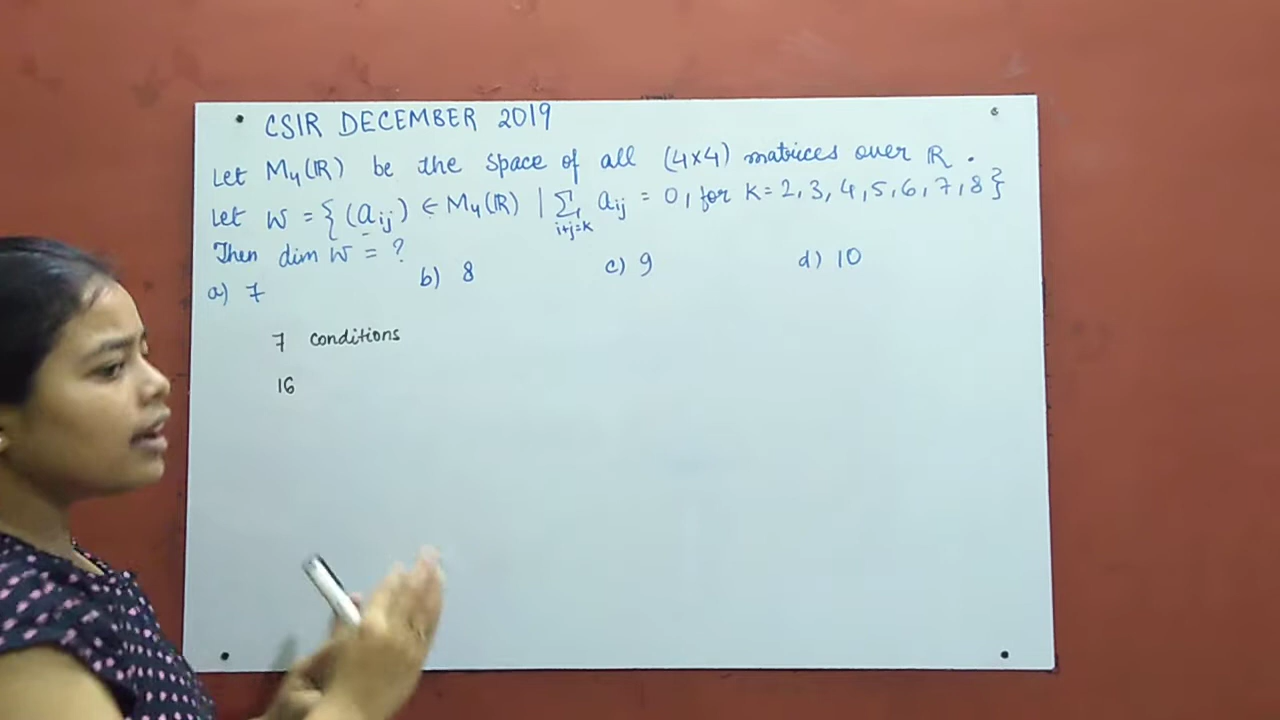 CSIR DECEMBER 2019
Let M₄(ℝ) be the space of all (4×4) matrices over ℝ.
Let W = {(aᵢⱼ) ∈ M₄(ℝ) | ∑ aᵢⱼ = 0, for K = 2, 3, 4, 5, 6, 7, 8}
i+j=K
Then dim W = ?
a) 7 b) 8 c) 9 d) 10
7 conditions
16